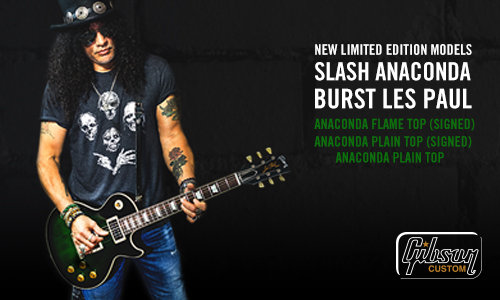 NEW LIMITED EDITION MODELS
SLASH ANACONDA
BURST LES PAUL
ANACONDA FLAME TOP (SIGNED)
ANACONDA PLAIN TOP (SIGNED)
ANACONDA PLAIN TOP
Gibson
CUSTOM